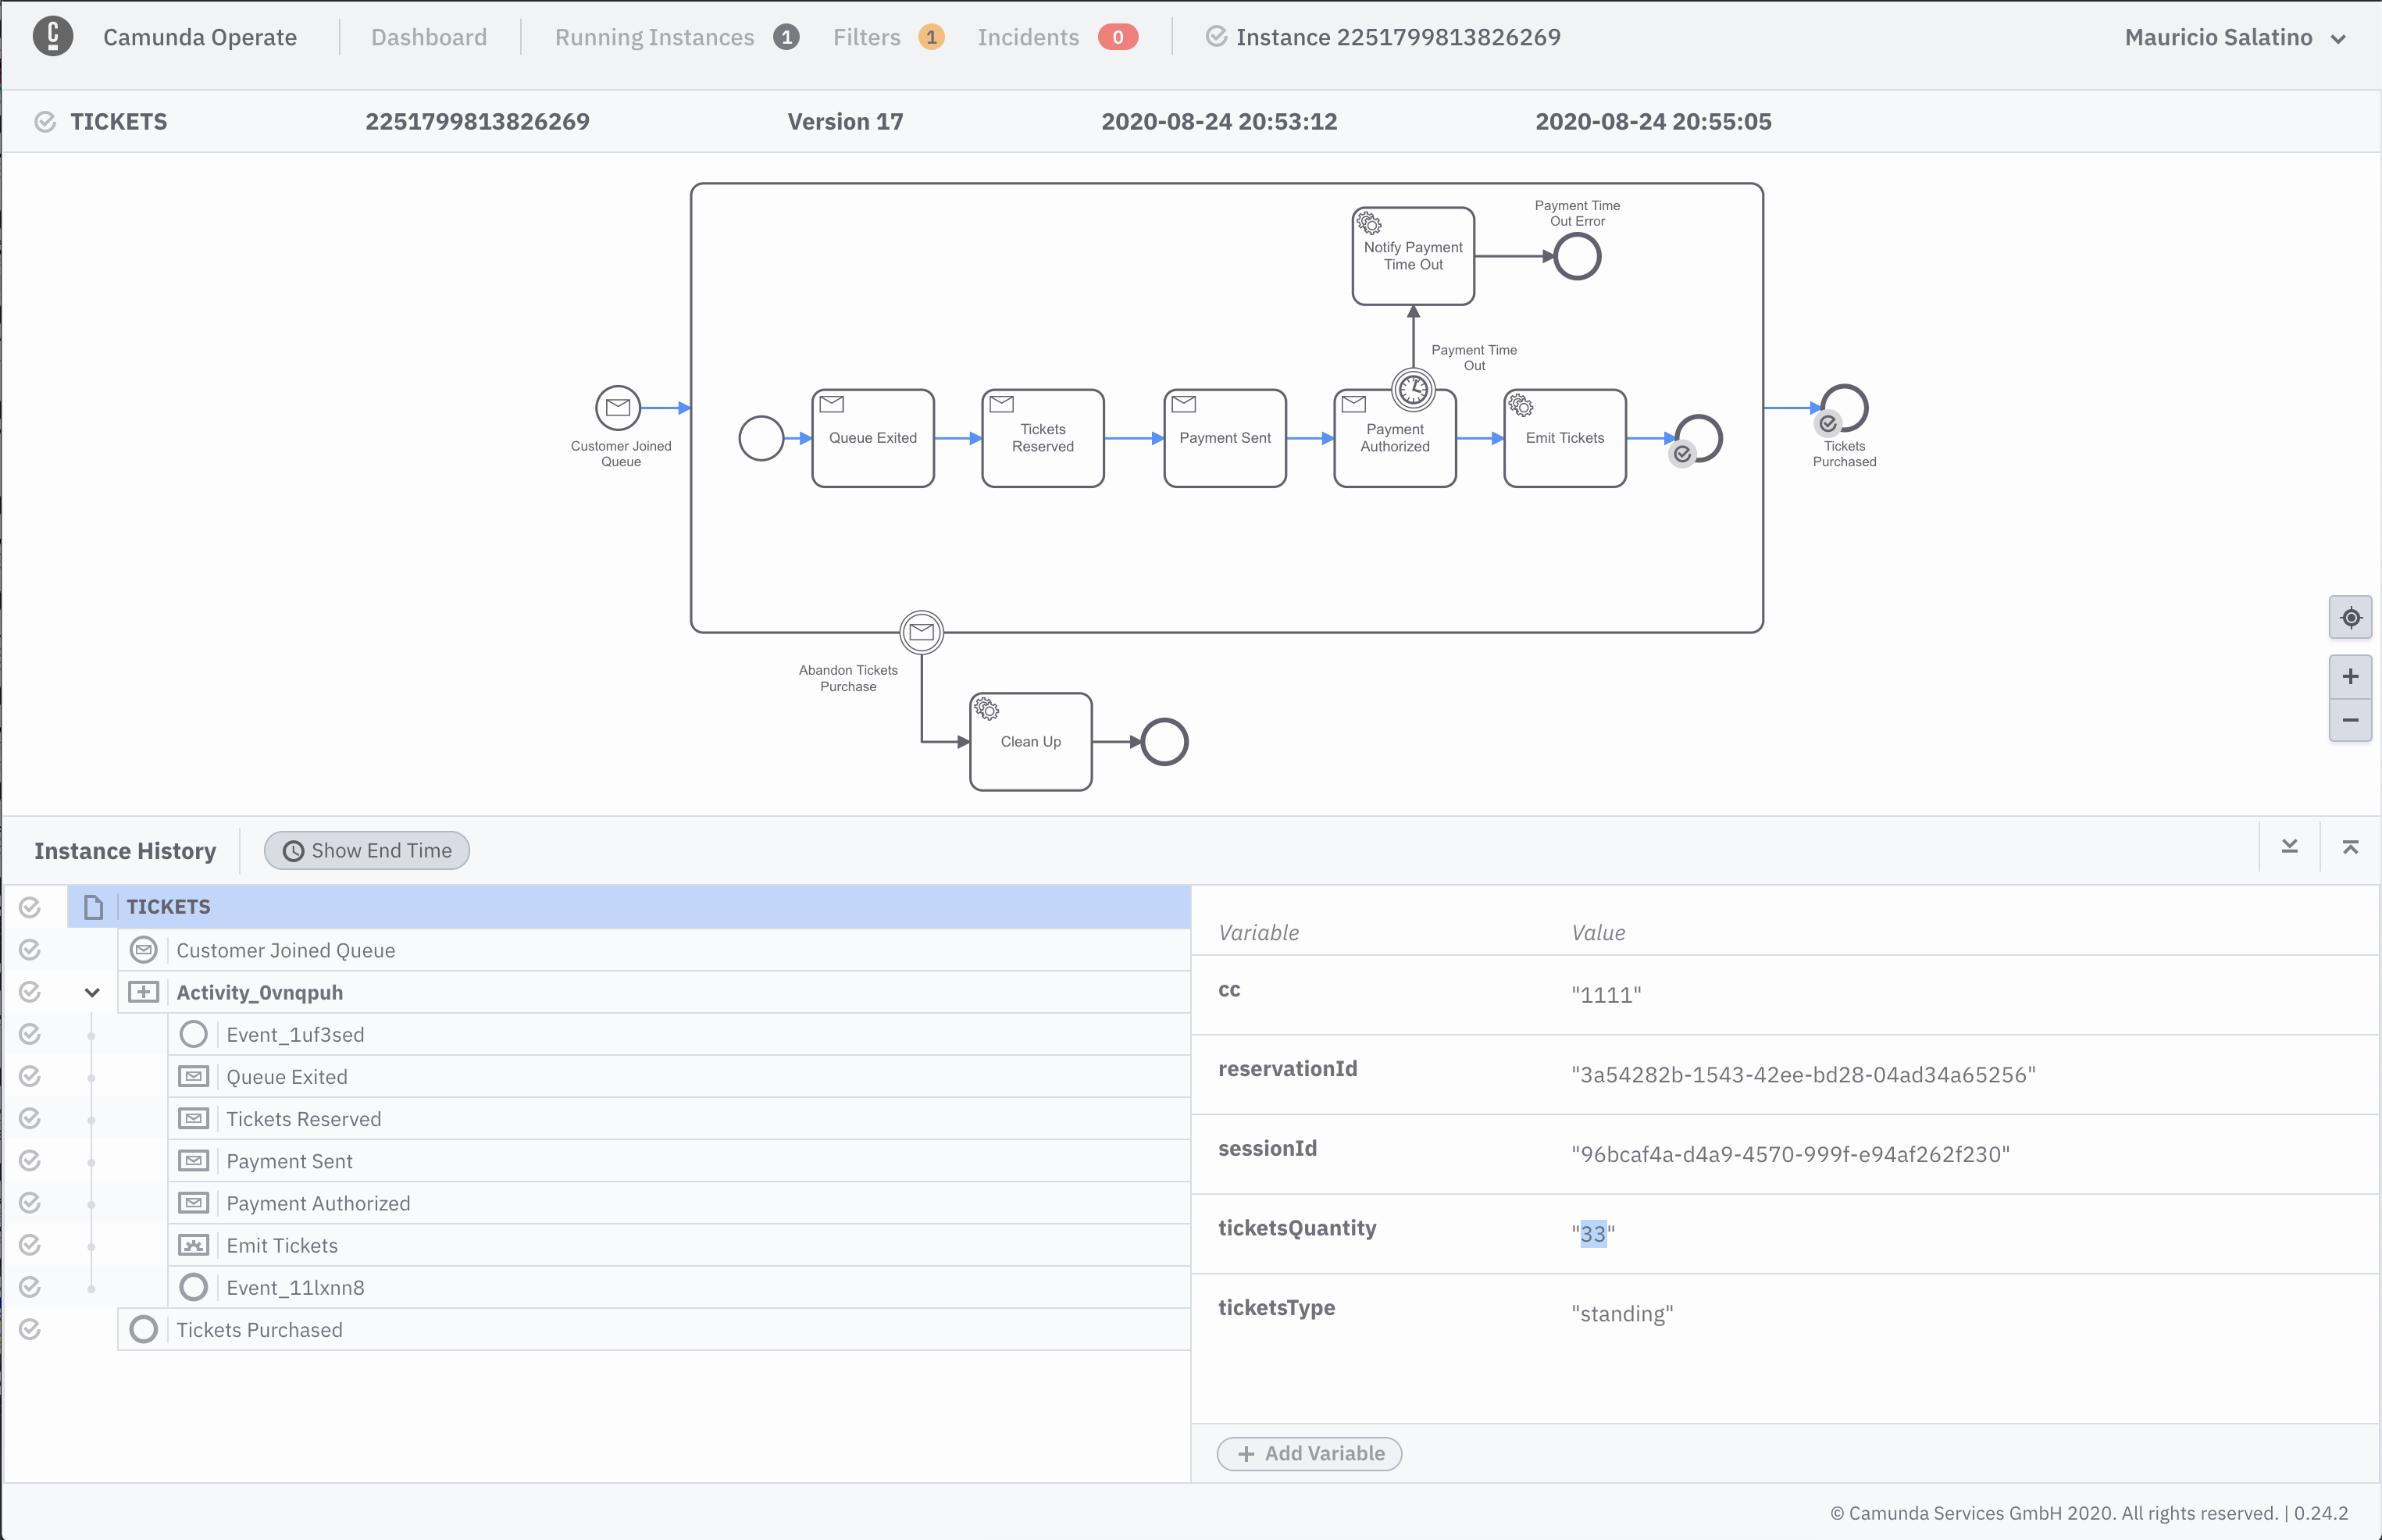 Camunda Operate
Dashboard
Running Instances 1
Filters 1
Incidents 0
Instance 2251799813826269
Mauricio Salatino
TICKETS
2251799813826269
Version 17
2020-08-24 20:53:12
2020-08-24 20:55:05
Payment Time
Out Error
Notify Payment
Time Out
Payment Time
Out
Customer Joined
Queue
Queue Exited
Tickets
Reserved
Payment Sent
Payment
Authorized
Emit Tickets
Tickets
Purchased
Abandon Tickets
Purchase
Clean Up
Instance History
Show End Time
TICKETS
Customer Joined Queue
Activity_0vnqpuh
Event_1uf3sed
Queue Exited
Tickets Reserved
Payment Sent
Payment Authorized
Emit Tickets
Event_11lxnn8
Tickets Purchased
Variable Value
cc "1111"
reservationId "3a54282b-1543-42ee-bd28-04ad34a65256"
sessionId "96bcaf4a-d4a9-4570-999f-e94af262f230"
ticketsQuantity "33"
ticketsType "standing"
+ Add Variable
© Camunda Services GmbH 2020. All rights reserved. | 0.24.2